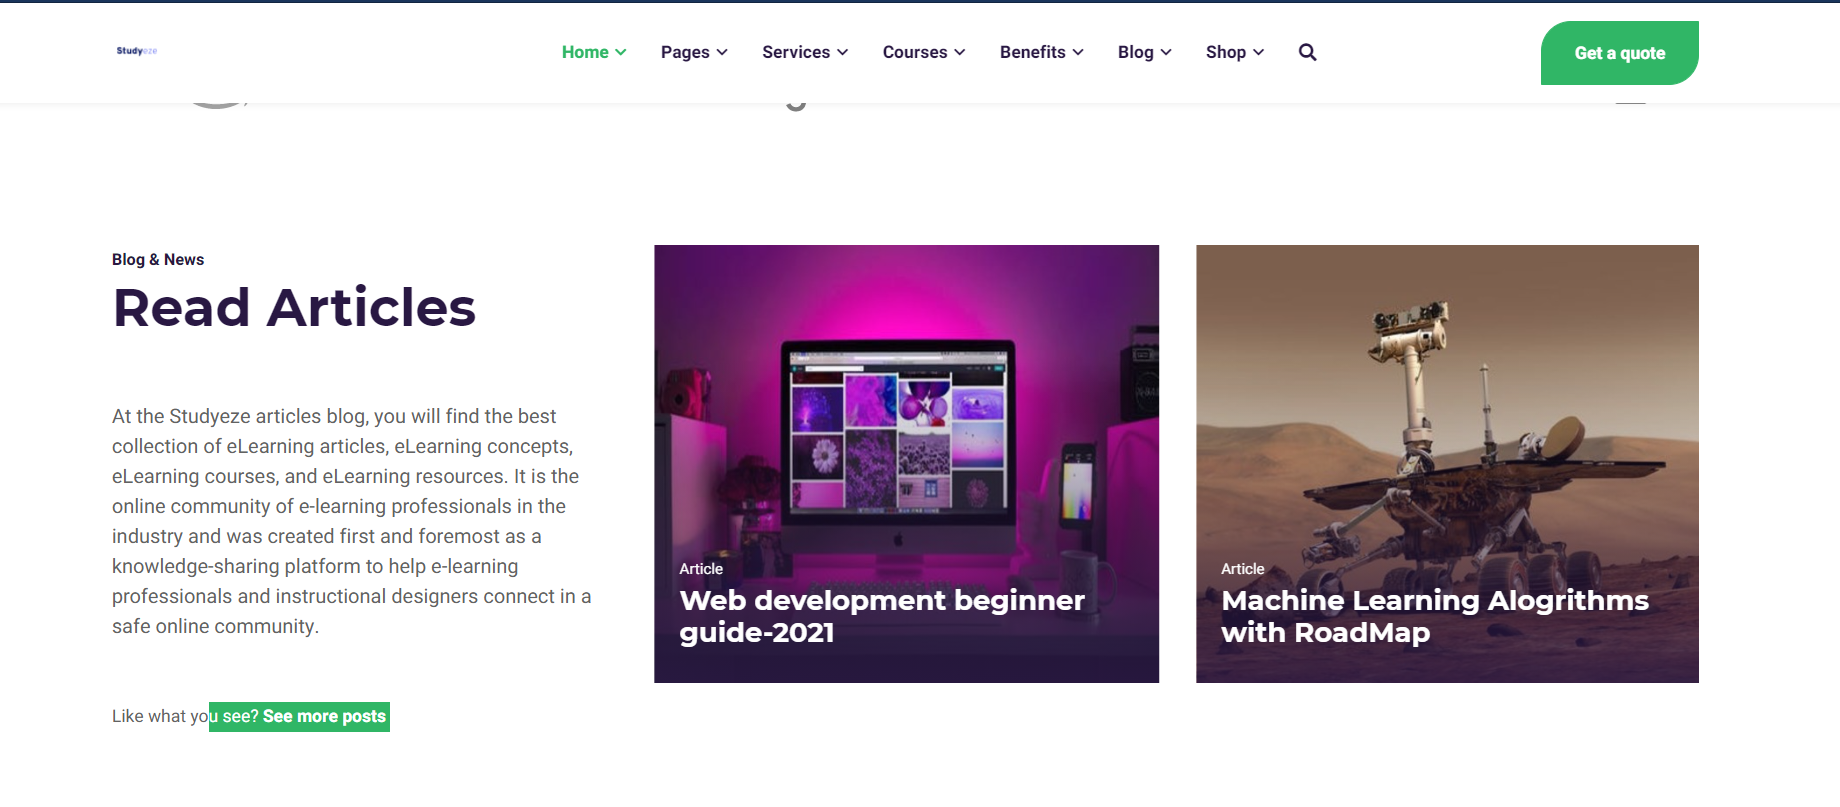 Studyeze
Home Pages Services Courses Benefits Blog Shop
Get a quote
Blog & News
Read Articles
At the Studyeze articles blog, you will find the best
collection of eLearning articles, eLearning concepts,
eLearning courses, and eLearning resources. It is the
online community of e-learning professionals in the
industry and was created first and foremost as a
knowledge-sharing platform to help e-learning
professionals and instructional designers connect in a
safe online community.
Like what you see? See more posts
Article
Web development beginner
guide-2021
Article
Machine Learning Alogrithms
with RoadMap